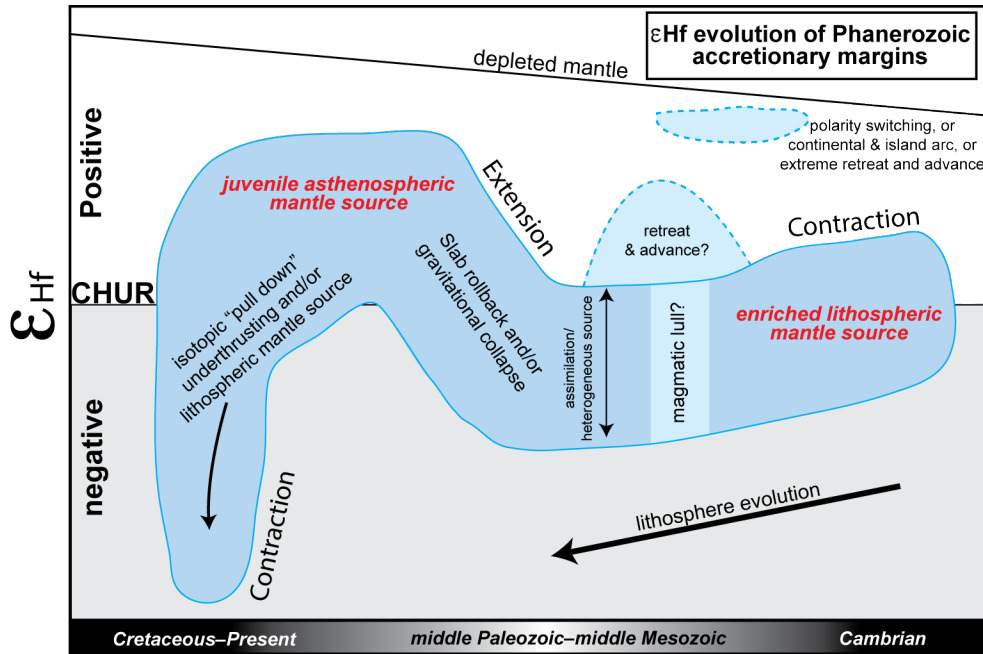 εHf evolution of Phanerozoic
accretionary margins
depleted mantle
polarity switching, or
continental & island arc, or
extreme retreat and advance
Positive
juvenile asthenospheric
mantle source
Extension
retreat
& advance?
Contraction
εHf
CHUR
isotopic “pull down”
underthrusting and/or
lithospheric mantle source
Slab rollback and/or
gravitational collapse
assimilation/
heterogeneous source
magmatic lull?
enriched lithospheric
mantle source
negative
Contraction
lithosphere evolution
Cretaceous–Present
middle Paleozoic–middle Mesozoic
Cambrian